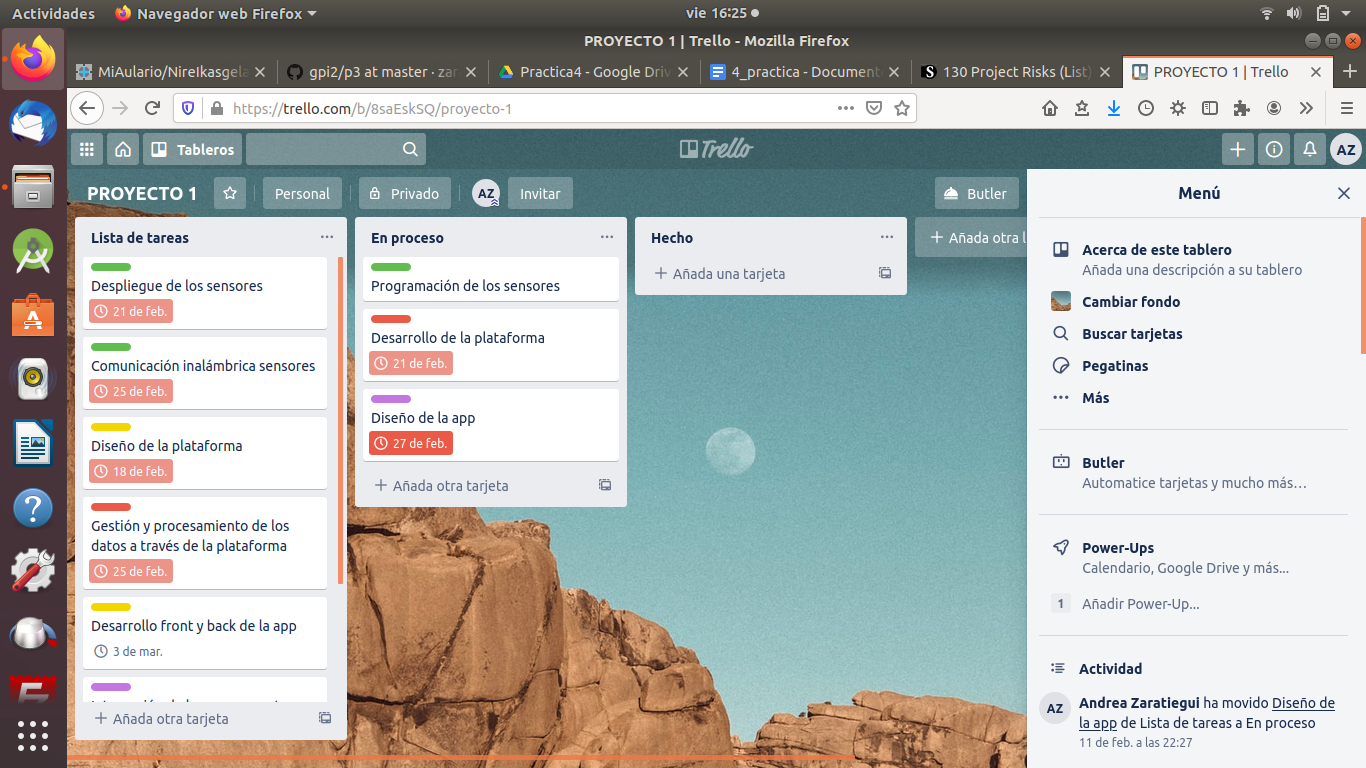 Actividades
Navegador web Firefox
vie 16:25
PROYECTO 1 | Trello - Mozilla Firefox
MiAulario/NireIkasgela
gpi2/p3 at master · zar
Practica4 - Google Driv
4_practica - Document
130 Project Risks (List)
PROYECTO 1 | Trello
https://trello.com/b/8saEskSQ/proyecto-1
Tableros
Trello
AZ
PROYECTO 1
Personal
Privado
AZ
Invitar
Butler
Lista de tareas
Despliegue de los sensores
21 de feb.
Comunicación inalámbrica sensores
25 de feb.
Diseño de la plataforma
18 de feb.
Gestión y procesamiento de los
datos a través de la plataforma
25 de feb.
Desarrollo front y back de la app
3 de mar.
Añada otra tarjeta
En proceso
Programación de los sensores
Desarrollo de la plataforma
21 de feb.
Diseño de la app
27 de feb.
Añada otra tarjeta
Hecho
Añada una tarjeta
Añada otra l
Menú
Acerca de este tablero
Añada una descripción a su tablero
Cambiar fondo
Buscar tarjetas
Pegatinas
Más
Butler
Automatice tarjetas y mucho más…
Power-Ups
Calendario, Google Drive y más...
1
Añadir Power-Up...
Actividad
AZ
Andrea Zaratiegui ha movido Diseño de
la app de Lista de tareas a En proceso
11 de feb. a las 22:27